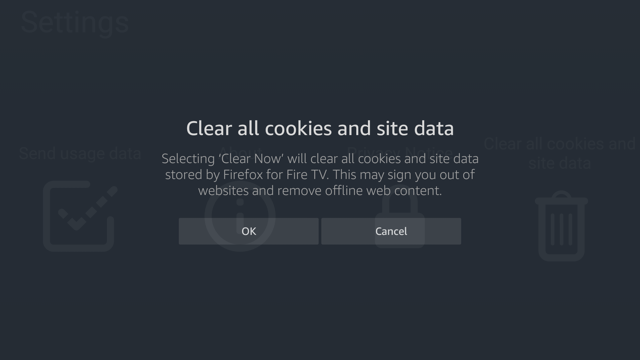 Settings
Clear all cookies and site data
Send usage data
Clear all cookies and
site data
Selecting 'Clear Now' will clear all cookies and site data
stored by Firefox for Fire TV. This may sign you out of
websites and remove offline web content.
OK
Cancel